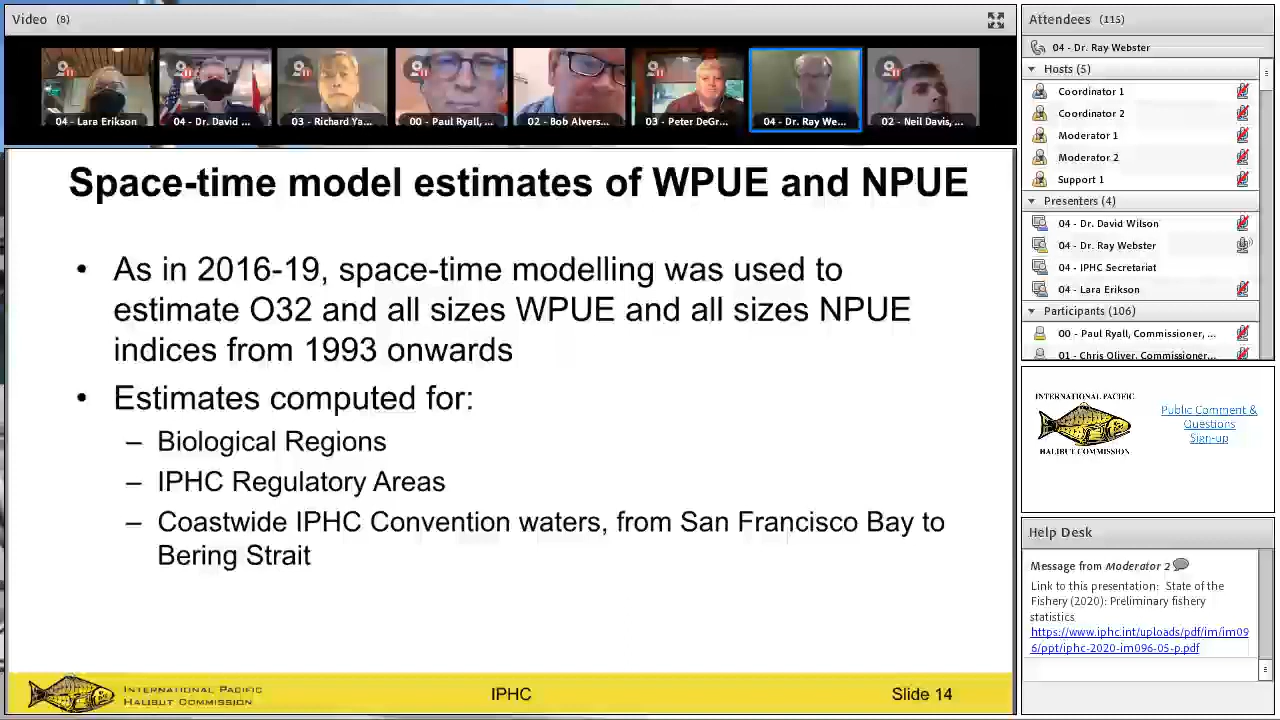 Video (8)
04 - Lara Erikson
04 - Dr. David ...
03 - Richard Ya...
00 - Paul Ryall, ...
02 - Bob Alvers...
03 - Peter DeGr...
04 - Dr. Ray We...
02 - Neil Davis, ...
Space-time model estimates of WPUE and NPUE
• As in 2016-19, space-time modelling was used to
estimate O32 and all sizes WPUE and all sizes NPUE
indices from 1993 onwards
• Estimates computed for:
– Biological Regions
– IPHC Regulatory Areas
– Coastwide IPHC Convention waters, from San Francisco Bay to
Bering Strait
INTERNATIONAL PACIFIC
HALIBUT COMMISSION
IPHC
Slide 14
Attendees (115)
04 - Dr. Ray Webster
Hosts (5)
Coordinator 1
Coordinator 2
Moderator 1
Moderator 2
Support 1
Presenters (4)
04 - Dr. David Wilson
04 - Dr. Ray Webster
04 - IPHC Secretariat
04 - Lara Erikson
Participants (106)
00 - Paul Ryall, Commissioner, ...
01 - Chris Oliver, Commissioner...
INTERNATIONAL PACIFIC
HALIBUT COMMISSION
Public Comment &
Questions
Sign-up
Help Desk
Message from Moderator 2
Link to this presentation: State of the
Fishery (2020): Preliminary fishery
statistics
https://www.iphc.int/uploads/pdf/im/im09
6/ppt/iphc-2020-im096-05-p.pdf